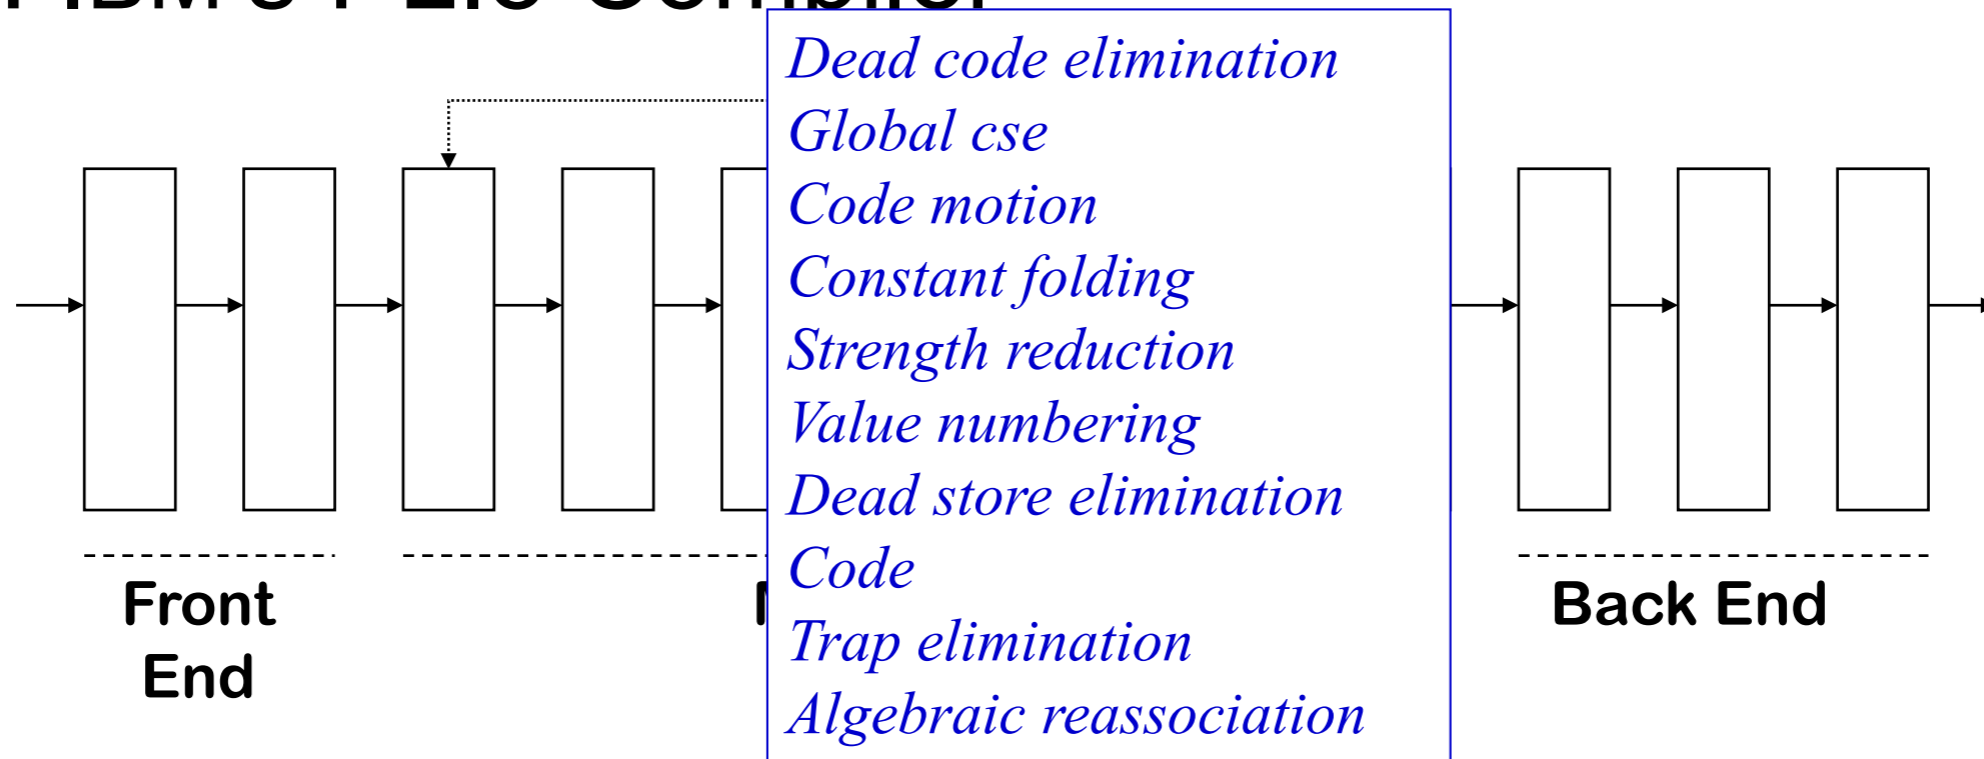 Dead code elimination
Global cse
Code motion
Constant folding
Strength reduction
Value numbering
Dead store elimination
Code
Trap elimination
Algebraic reassociation
Front
End
Back End